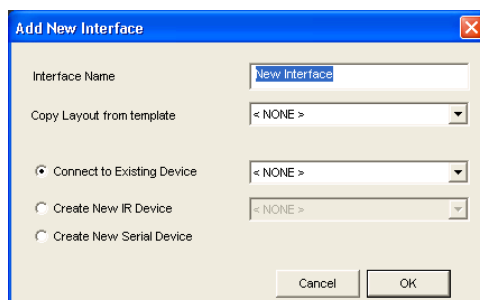 Add New Interface
Interface Name New Interface
Copy Layout from template < NONE >
Connect to Existing Device < NONE >
Create New IR Device < NONE >
Create New Serial Device
Cancel OK